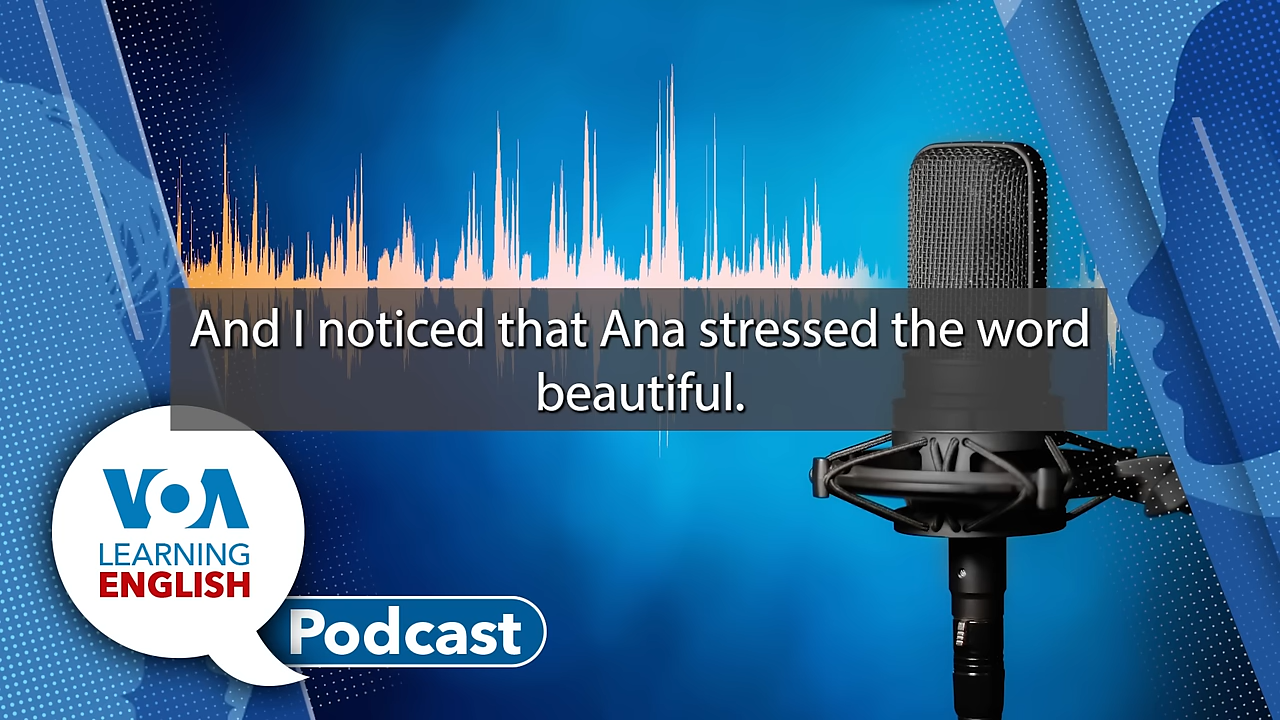 And I noticed that Ana stressed the word
beautiful.
VOA
LEARNING
ENGLISH
Podcast